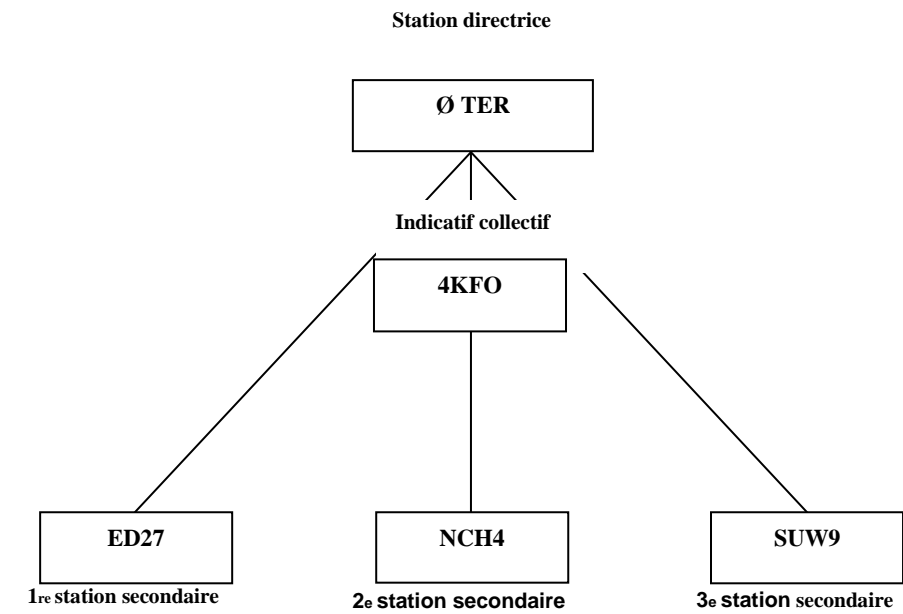 Station directrice
Ø TER
Indicatif collectif
4KFO
ED27
NCH4
SUW9
1re station secondaire
2e station secondaire
3e station secondaire